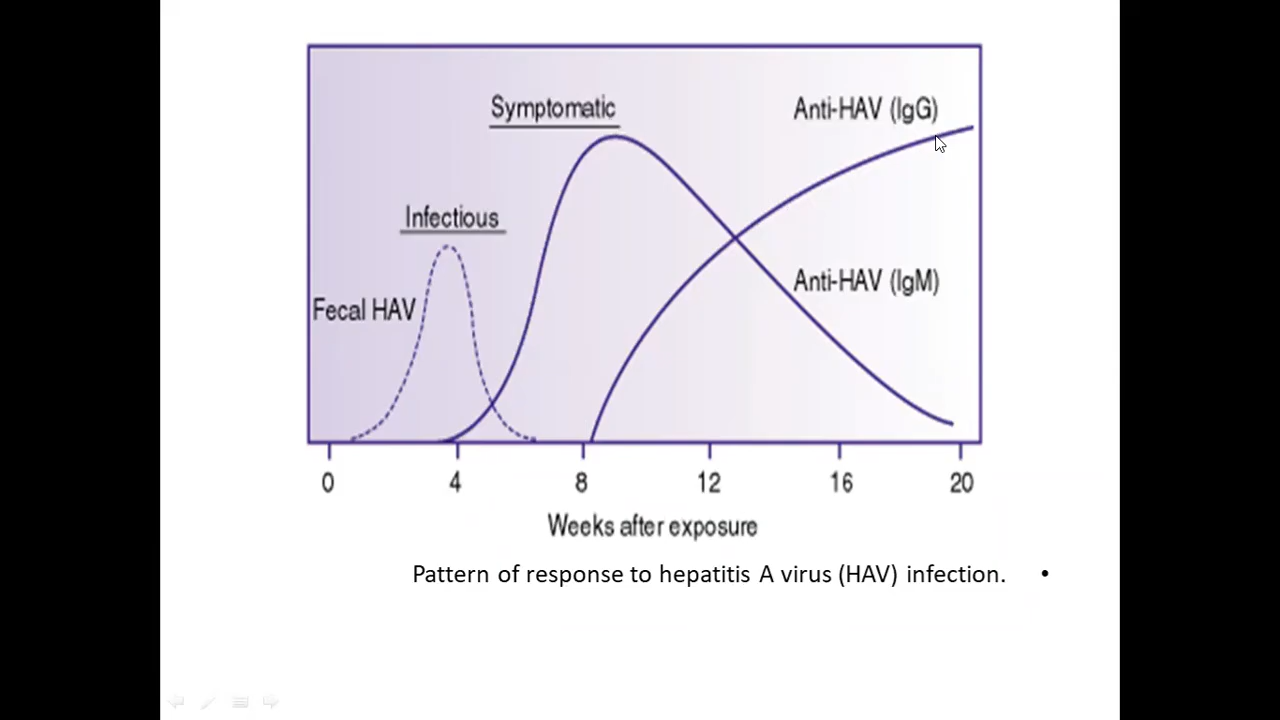 Symptomatic
Anti-HAV (IgG)
Infectious
Fecal HAV
Anti-HAV (IgM)
0 4 8 12 16 20
Weeks after exposure
Pattern of response to hepatitis A virus (HAV) infection. •